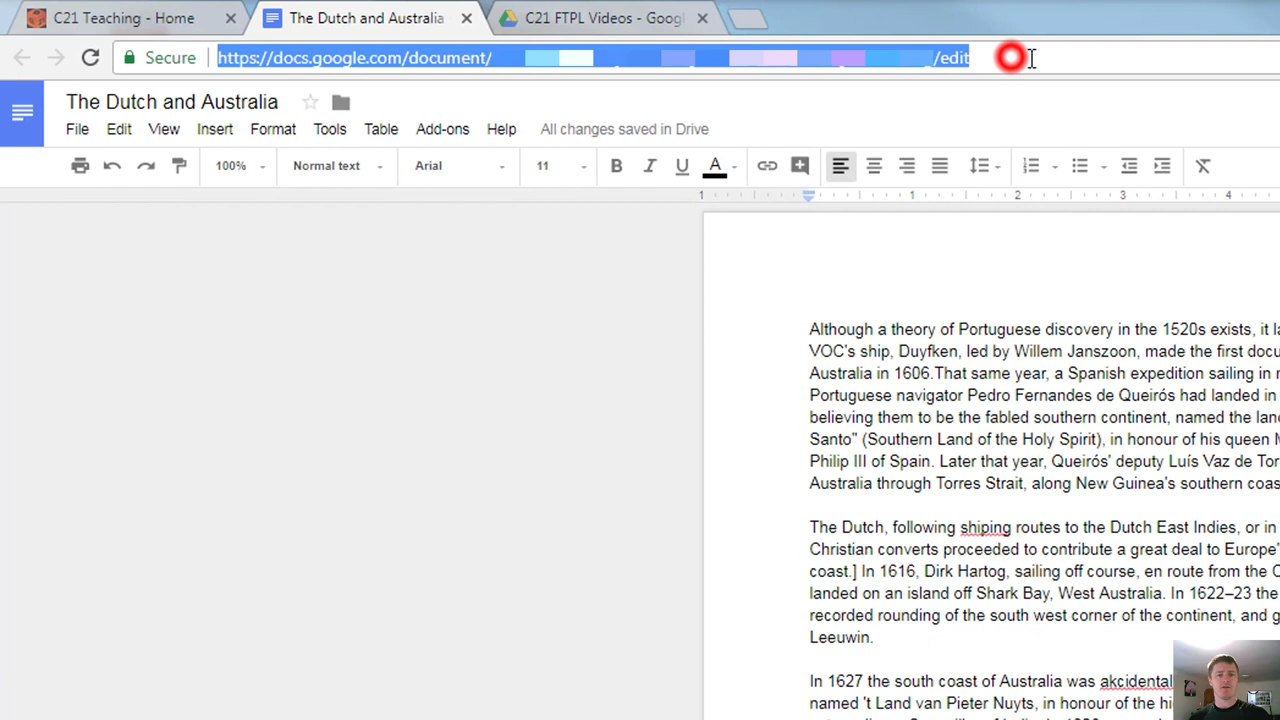 C21 Teaching - Home
The Dutch and Australia
C21 FTPL Videos - Googl
Secure
https://docs.google.com/document/
/edit
The Dutch and Australia
File Edit View Insert Format Tools Table Add-ons Help All changes saved in Drive
100% Normal text Arial 11 B I U A
1 1 2 3 4
Although a theory of Portuguese discovery in the 1520s exists, it
VOC's ship, Duyfken, led by Willem Janszoon, made the first
Australia in 1606.That same year, a Spanish expedition sailing in
Portuguese navigator Pedro Fernandes de Queirós had landed in
believing them to be the fabled southern continent, named the
Santo" (Southern Land of the Holy Spirit), in honour of his queen
Philip III of Spain. Later that year, Queirós' deputy Luís Vaz de
Australia through Torres Strait, along New Guinea's southern
The Dutch, following shiping routes to the Dutch East Indies, or in
Christian converts proceeded to contribute a great deal to Europe'
coast.] In 1616, Dirk Hartog, sailing off course, en route from the
landed on an island off Shark Bay, West Australia. In 1622–23 the
recorded rounding of the south west corner of the continent, and
Leeuwin.
In 1627 the south coast of Australia was
named 't Land van Pieter Nuyts, in honour of the